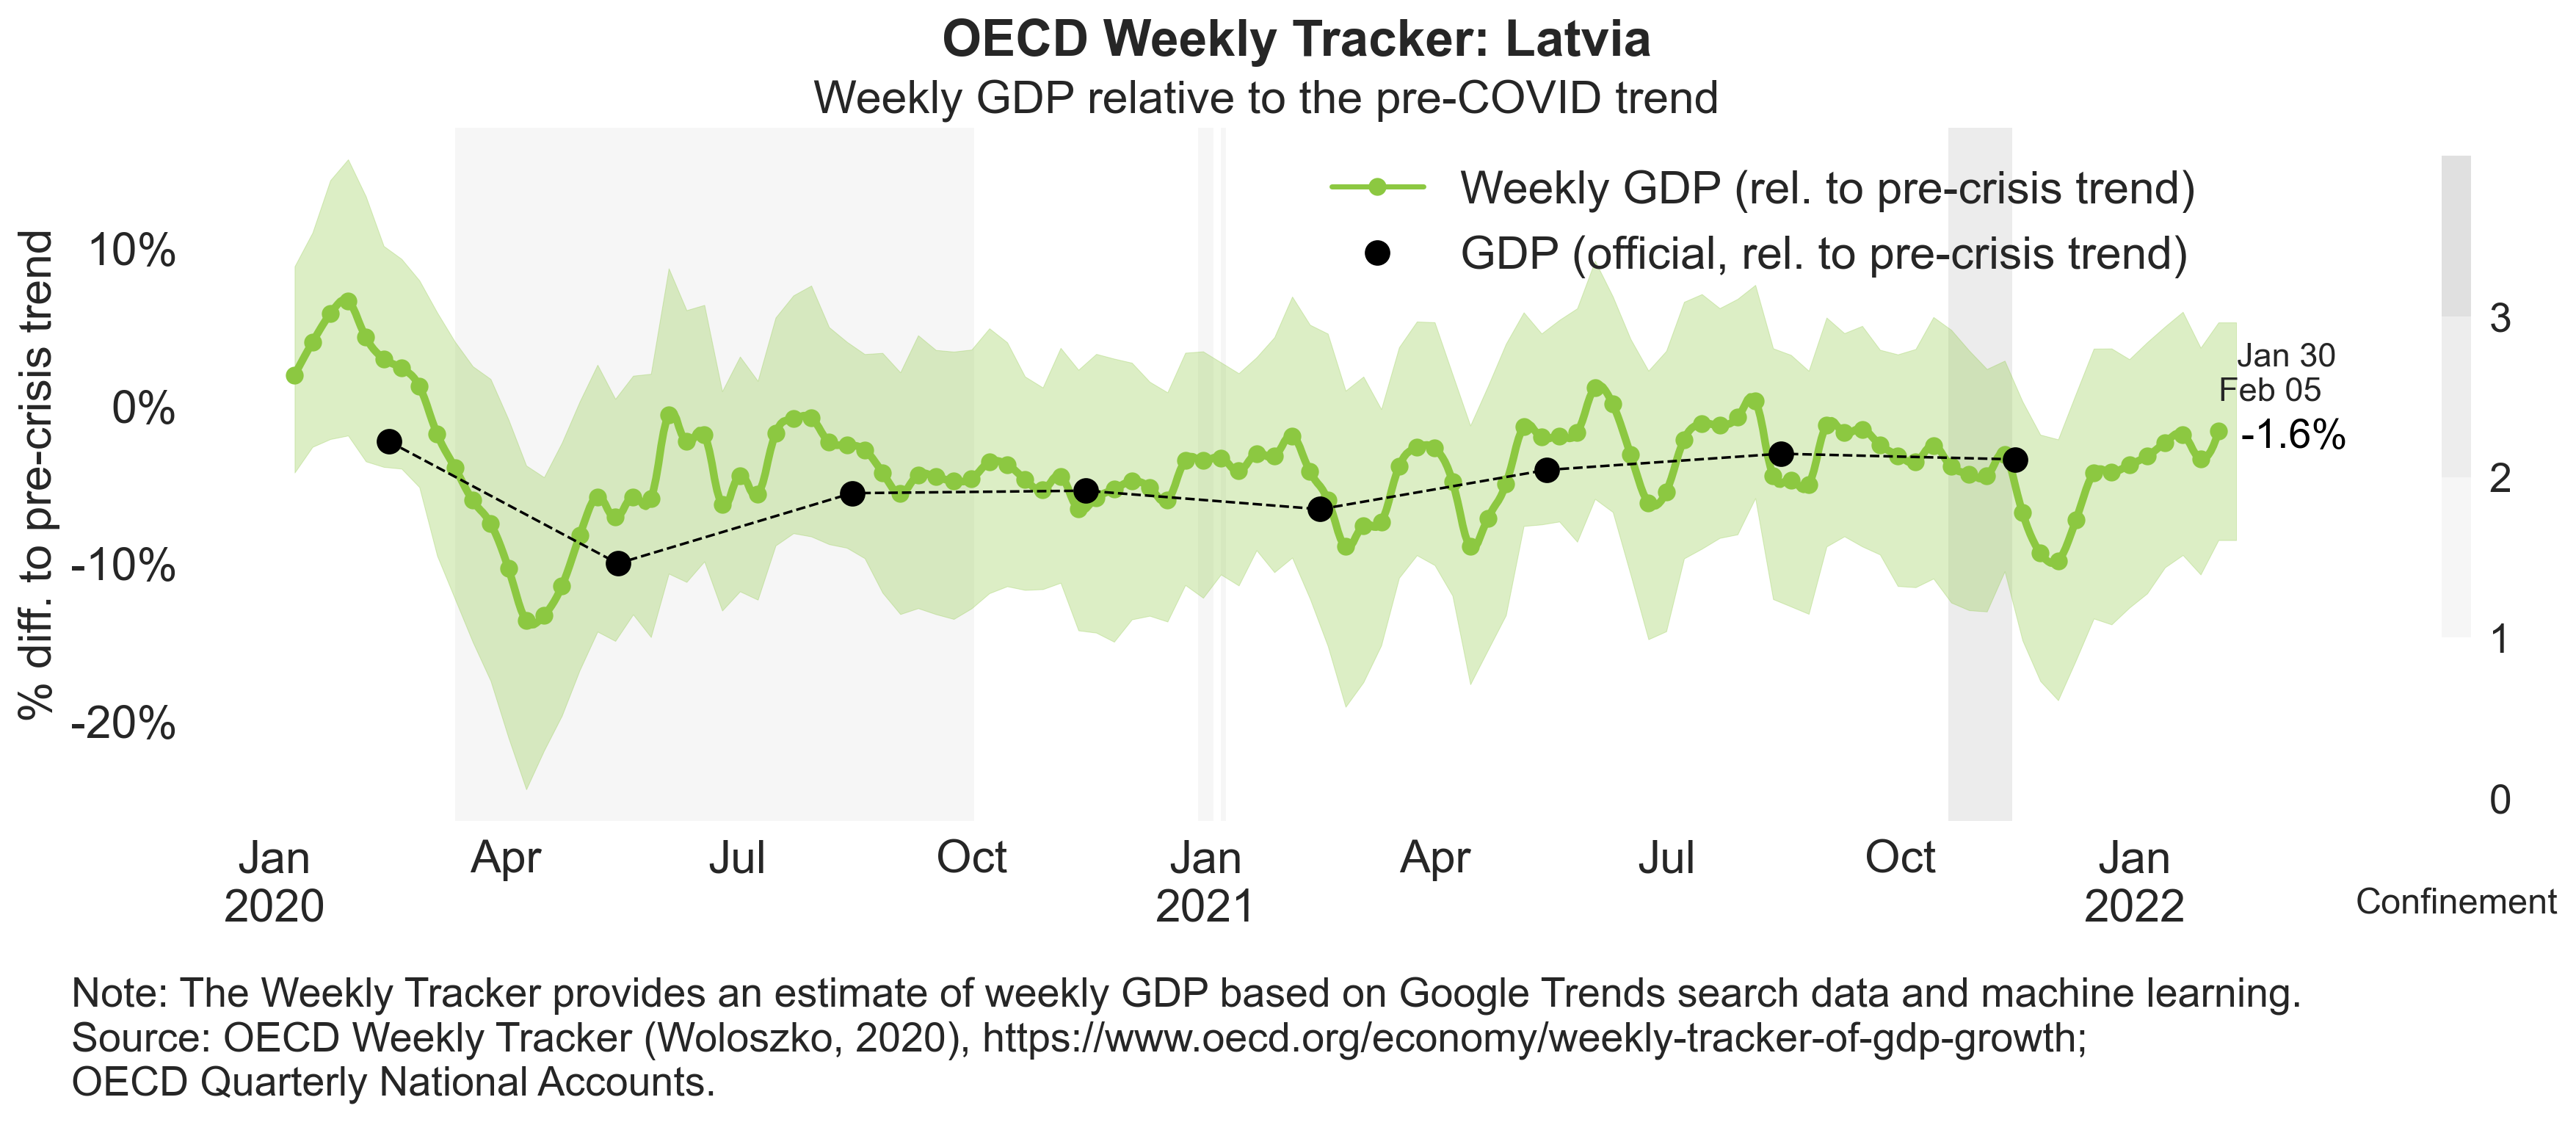 OECD Weekly Tracker: Latvia
Weekly GDP relative to the pre-COVID trend
Weekly GDP (rel. to pre-crisis trend)
GDP (official, rel. to pre-crisis trend)
% diff. to pre-crisis trend
10%
0%
-10%
-20%
Jan 30
Feb 05
-1.6%
3
2
1
0
Jan Apr Jul Oct Jan Apr Jul Oct Jan
2020 2021 2022
Confinement
Note: The Weekly Tracker provides an estimate of weekly GDP based on Google Trends search data and machine learning.
Source: OECD Weekly Tracker (Woloszko, 2020), https://www.oecd.org/economy/weekly-tracker-of-gdp-growth;
OECD Quarterly National Accounts.